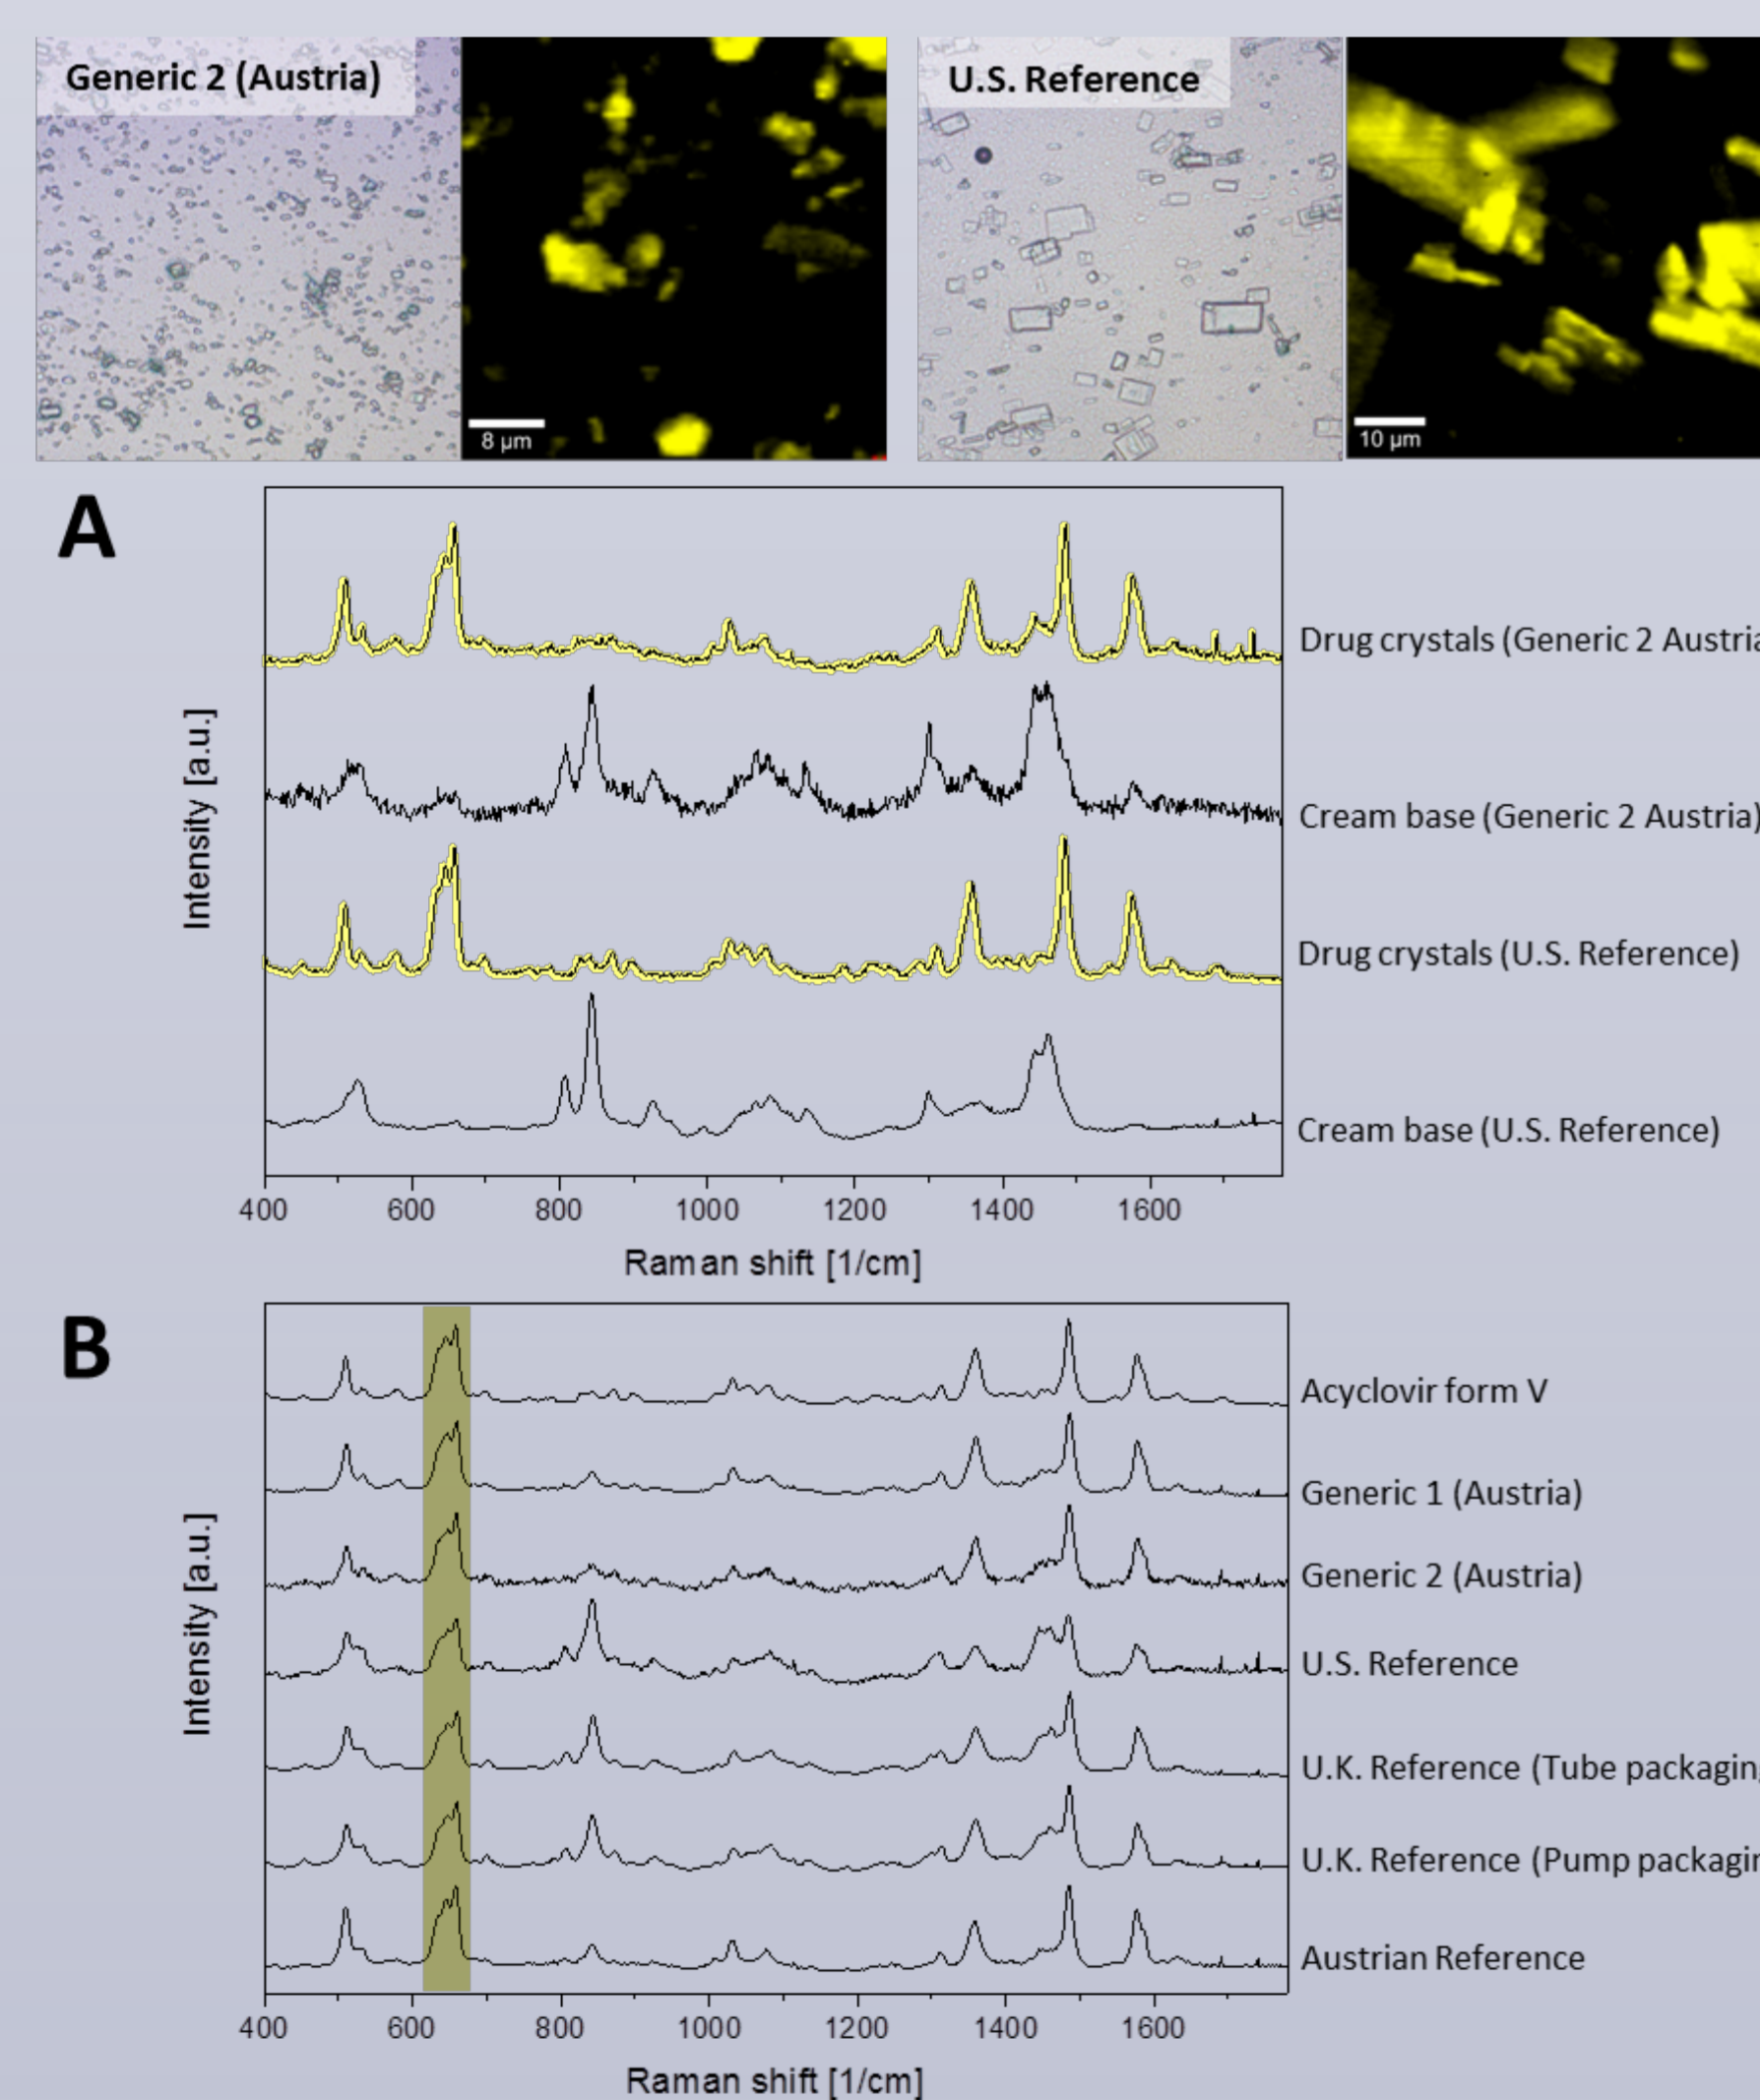 Generic 2 (Austria)
U.S. Reference
8 µm
10 µm
A
Intensity [a.u.]
Drug crystals (Generic 2 Austria
Cream base (Generic 2 Austria)
Drug crystals (U.S. Reference)
Cream base (U.S. Reference)
400 600 800 1000 1200 1400 1600
Raman shift [1/cm]
B
Intensity [a.u.]
Acyclovir form V
Generic 1 (Austria)
Generic 2 (Austria)
U.S. Reference
U.K. Reference (Tube
U.K. Reference (Pump
Austrian Reference
400 600 800 1000 1200 1400 1600
Raman shift [1/cm]